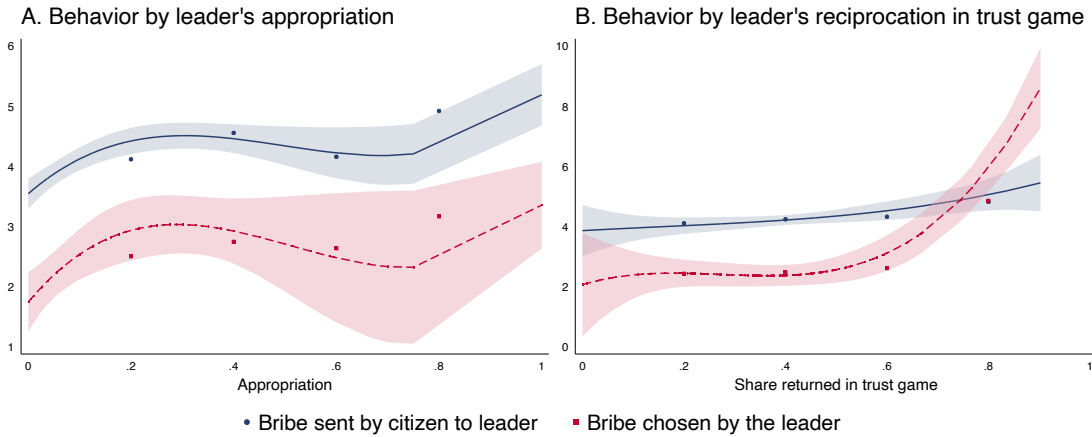 A. Behavior by leader's appropriation
6
5
4
3
2
1
0 .2 .4 .6 .8 1
Appropriation
B. Behavior by leader's reciprocation in trust game
10
8
6
4
2
0
0 .2 .4 .6 .8 1
Share returned in trust game
Bribe sent by citizen to leader
Bribe chosen by the leader